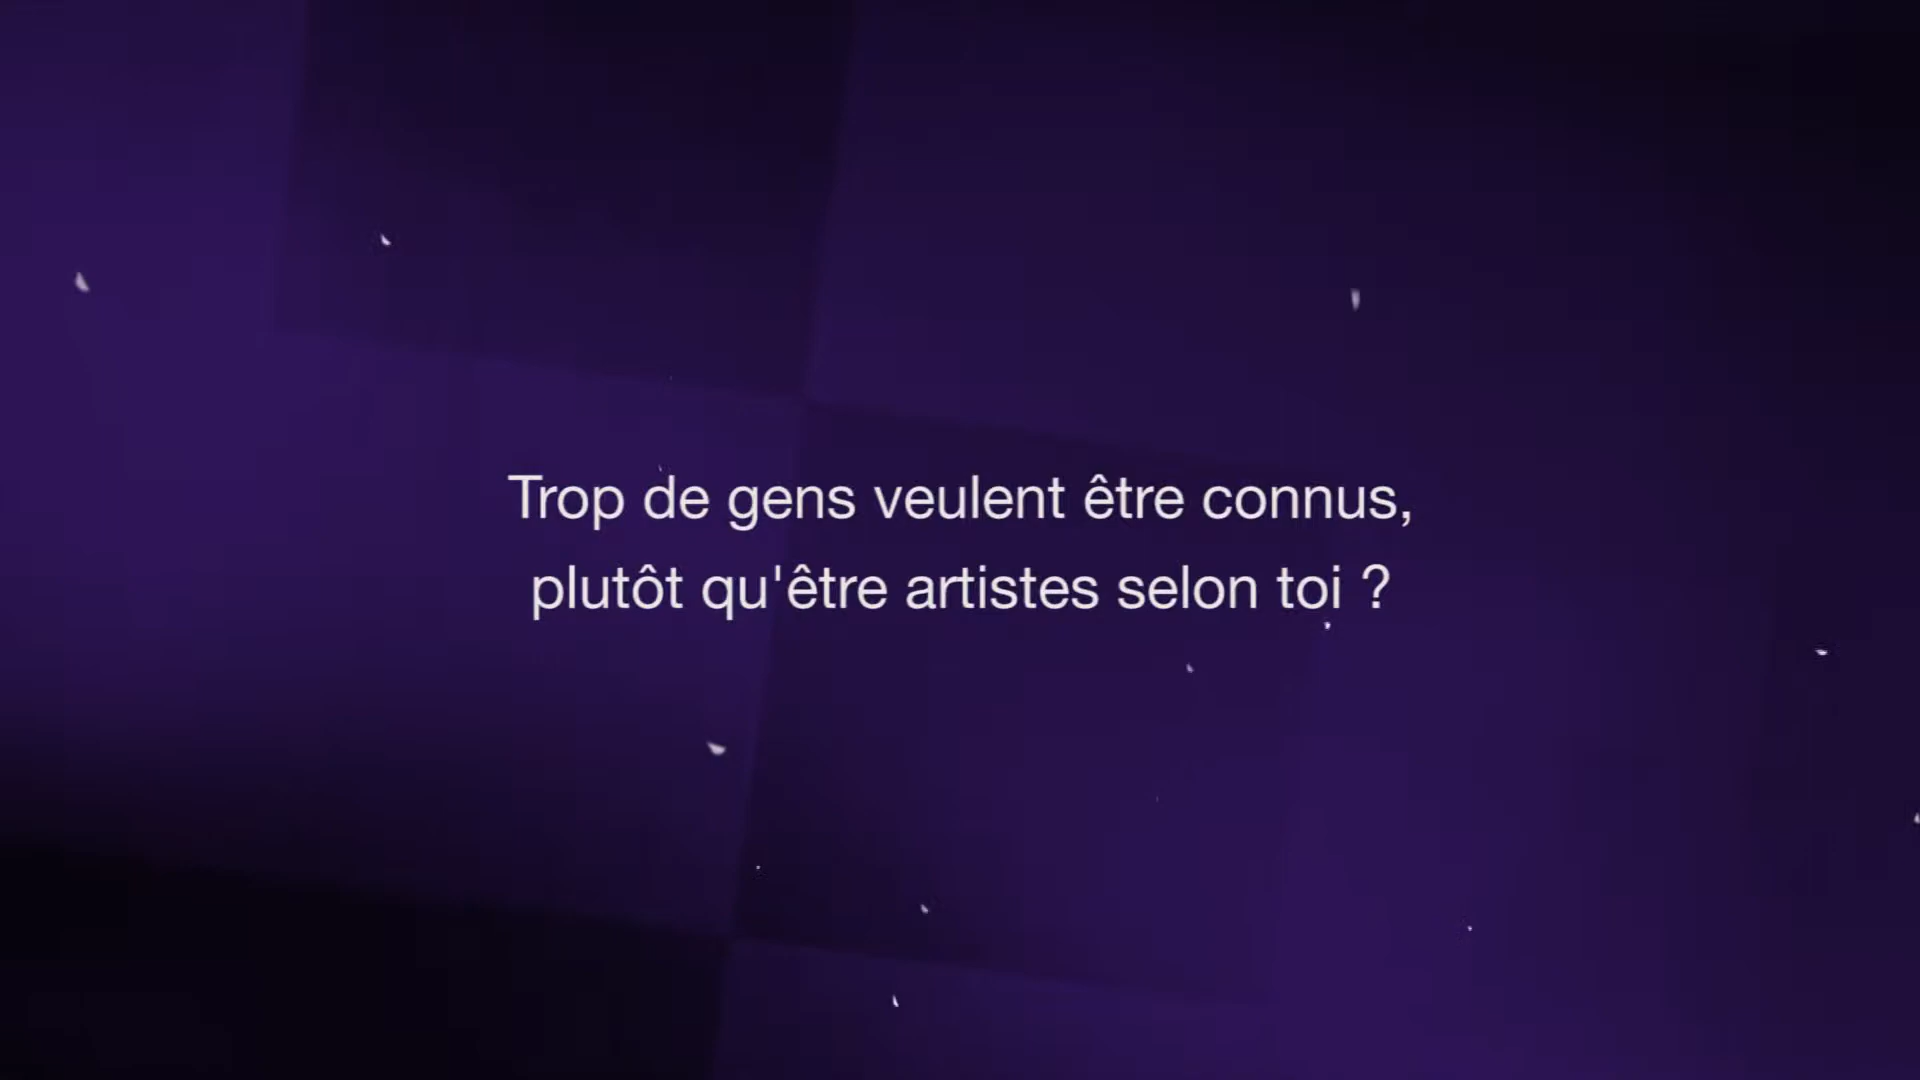 Trop de gens veulent être connus,
plutôt qu'être artistes selon toi ?